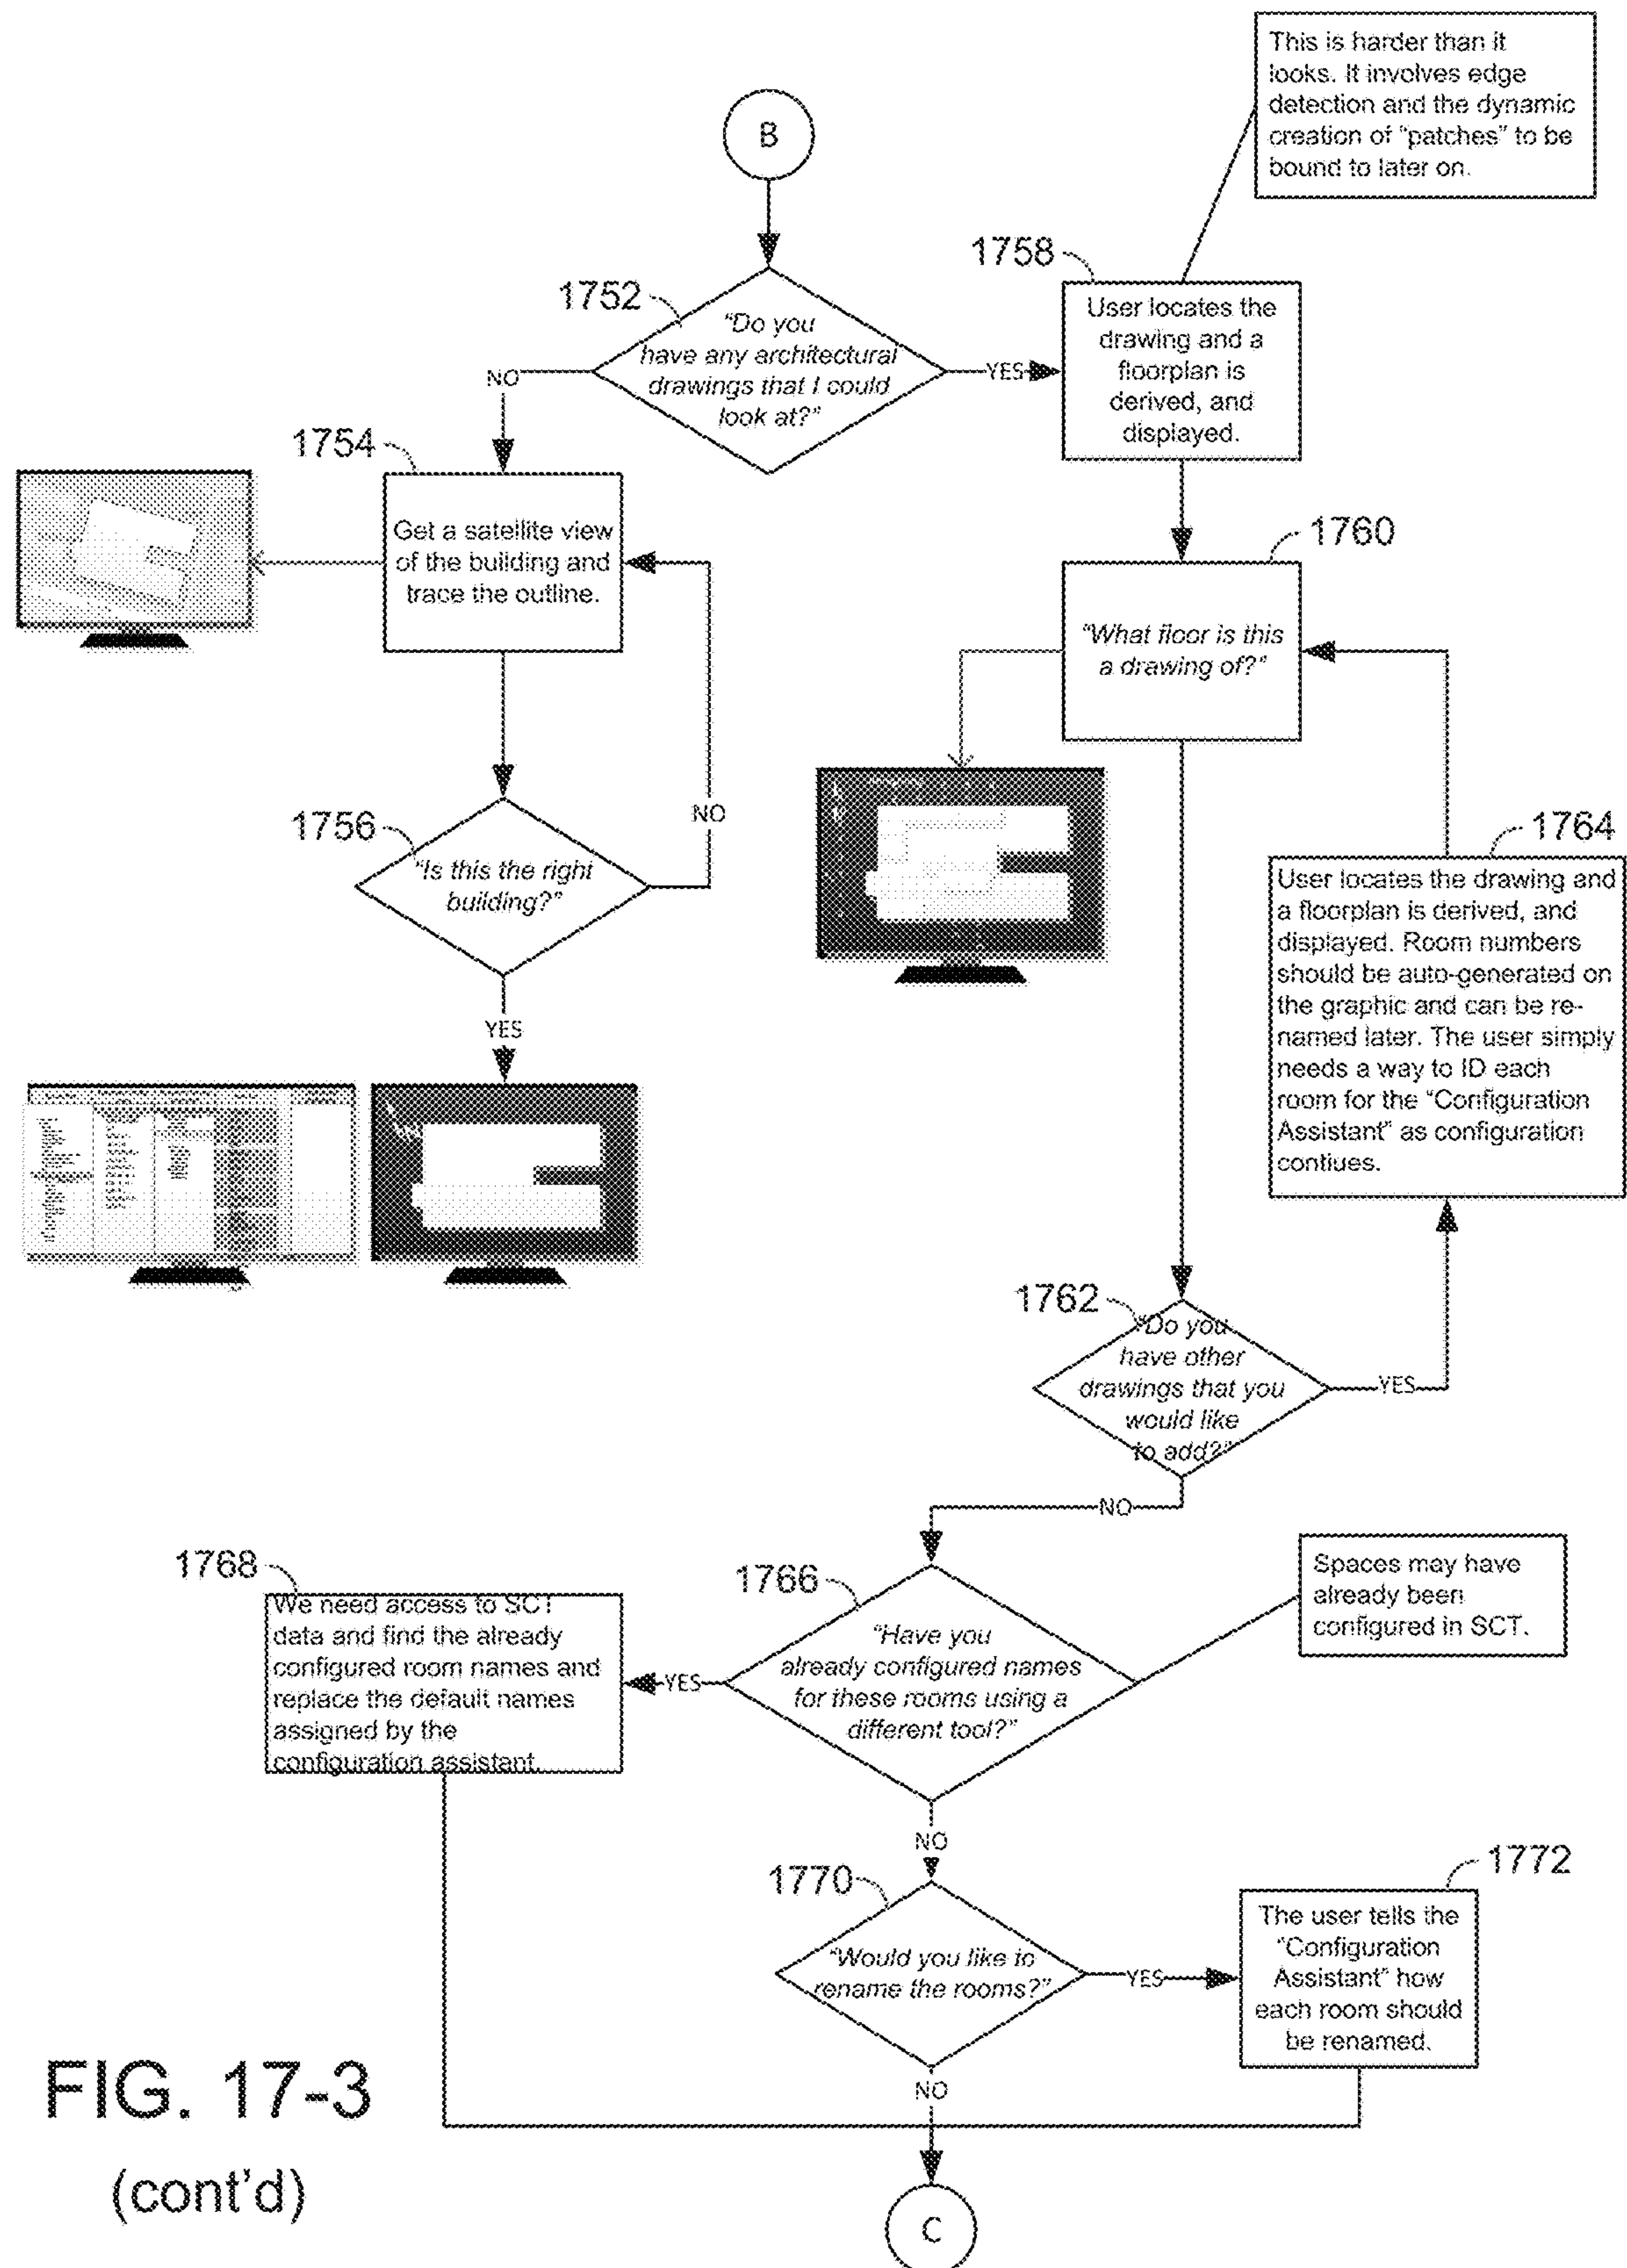 This is harder than it
looks. It involves edge
detection and the dynamic
creation of "patches" to be
bound to later on.
B
1758
1752
"Do you
have any architectural
drawings that I could
look at?"
NO
YES
User locates the
drawing and a
floorplan is
derived, and
displayed.
1754
Get a satellite view
of the building and
trace the outline.
1760
"What floor is this
a drawing of?"
NO
1756
"Is this the right
building?"
YES
1764
User locates the drawing and
a floorplan is derived, and
displayed. Room numbers
should be auto-generated on
the graphic and can be re-
named later. The user simply
needs a way to ID each
room for the "Configuration
Assistant" as configuration
contiues.
1762
"Do you
have other
drawings that you
would like
to add?"
YES
NO
1768
We need access to SCT
data and find the already
configured room names and
replace the default names
assigned by the
configuration assistant.
YES
1766
"Have you
already configured names
for these rooms using a
different tool?"
Spaces may have
already been
configured in SCT.
NO
1770
"Would you like to
rename the rooms?"
YES
1772
The user tells the
"Configuration
Assistant" how
each room should
be renamed.
NO
C
FIG. 17-3
(cont'd)